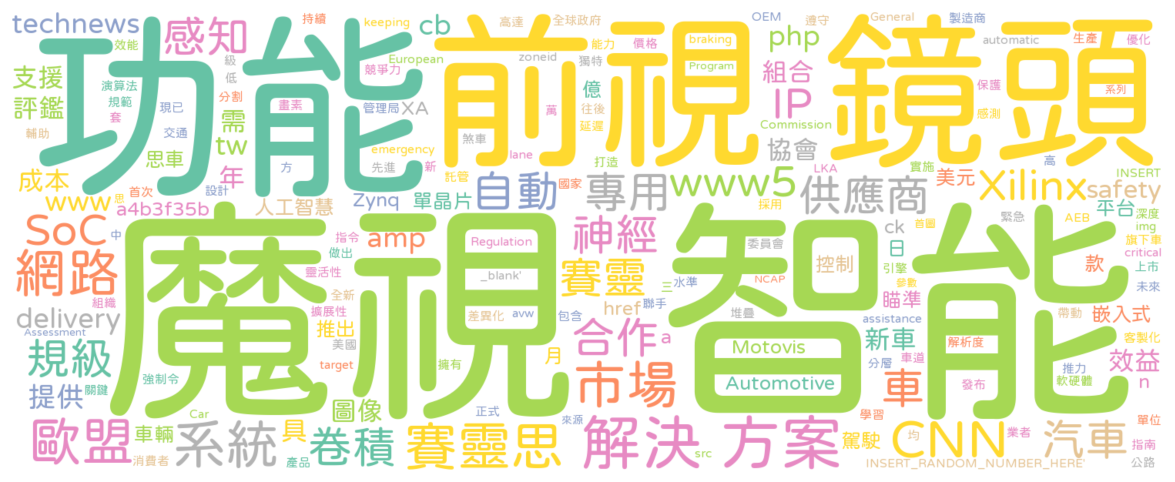 technews
感知
cb
持續
keeping
高達
全球政府
OEM
遵守
General
製造商
功能
前視
鏡頭
效能
能力
價格
braking
php
automatic
生產
優化
級
European
zoneid
獨特
支援
演算法
低
競爭力
Program
組合
保護
系列
評鑑
規範
現已
分割
畫素
管理局
XA
萬
億
往後
IP
感測
套
需
煞車
延遲
Commission
輔助
交通
tw
方
emergency
新
lane
打造
協會
實施
高
思車
年
先進
託管
國家
LKA
INSERT
成本
www
思
首次
設計
Zynq
單晶片
自動
專用
www5
供應商
美元
Xilinx
safety
採用
a4b3f35b
人工智慧
平台
深度
SoC
中
指令
amp
Regulation
神經
委員會
ck
首圖
緊急
AEB
img
日
旗下車
網路
做出
靈活性
_blank'
魔視
智能
賽靈
NCAP
控制
引擎
款
critical
上市
組織
全新
三
水準
參數
未來
delivery
擴展性
推出
差異化
avw
包含
href
聯手
堆疊
瞄準
assistance
帶動
嵌入式
Assessment
美國
合作
a
Motovis
新車
解析度
客製化
規級
強制令
target
擁有
月
市場
Automotive
分層
車道
推力
效益
n
提供
關鍵
車
發布
軟硬體
圖像
Car
正式
來源
學習
單位
歐盟
車輛
系統
具
卷積
賽靈思
解決
方案
駕駛
CNN
均
業者
汽車
指南
消費者
產品
src
INSERT_RANDOM_NUMBER_HERE'
公路